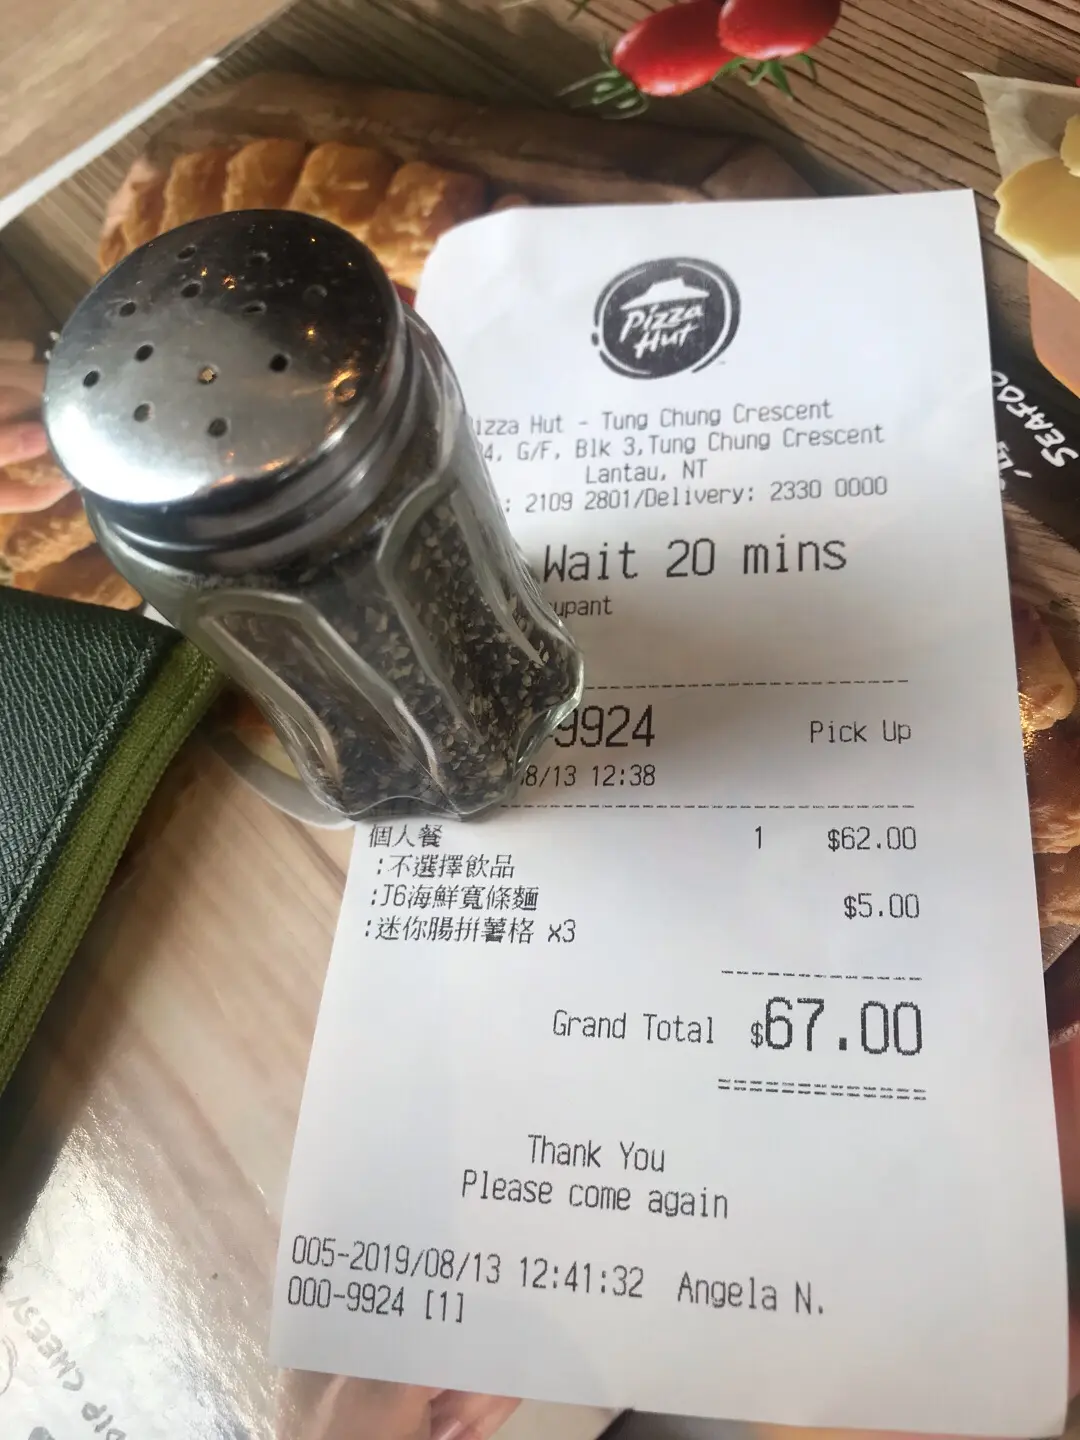 Pizza
Hut
izza Hut - Tung Chung Crescent
4, G/F, Blk 3,Tung Chung Crescent
Lantau, NT
: 2109 2801/Delivery: 2330 0000
Wait 20 mins
upant
-9924 Pick Up
8/13 12:38
個人餐 1 $62.00
:不選擇飲品
:J6海鮮寬條麵 $5.00
:迷你腸拼薯格 x3
Grand Total $67.00
Thank You
Please come again
005-2019/08/13 12:41:32 Angela N.
000-9924 [1]
SEAFOOD
DIP CHEESY